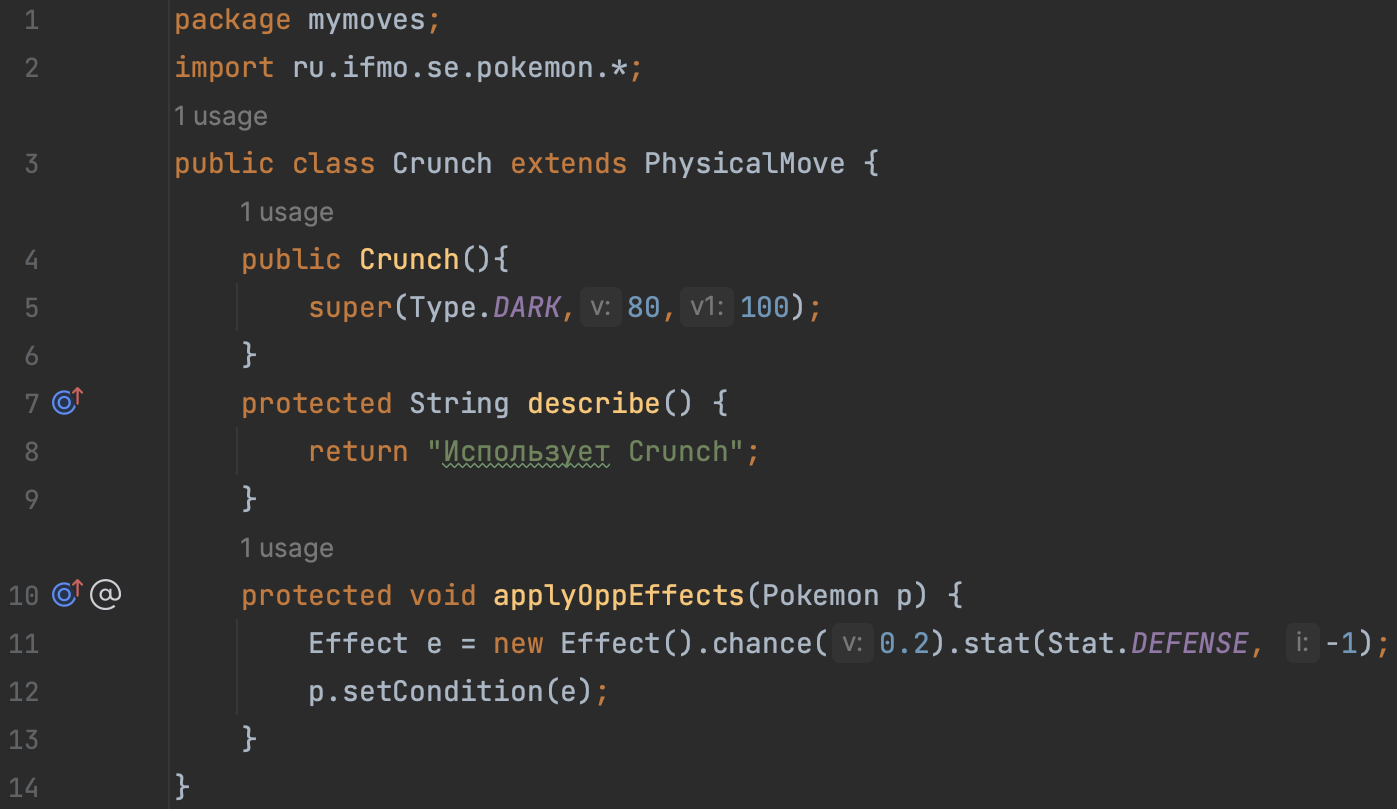 1 package mymoves;
2 import ru.ifmo.se.pokemon.*;
1 usage
3 public class Crunch extends PhysicalMove {
1 usage
4 public Crunch(){
5 super(Type.DARK, v: 80, v1: 100);
6 }
7 protected String describe() {
8 return "Использует Crunch";
9 }
1 usage
10 @ protected void applyOppEffects(Pokemon p) {
11 Effect e = new Effect().chance( v: 0.2).stat(Stat.DEFENSE, i: -1);
12 p.setCondition(e);
13 }
14 }